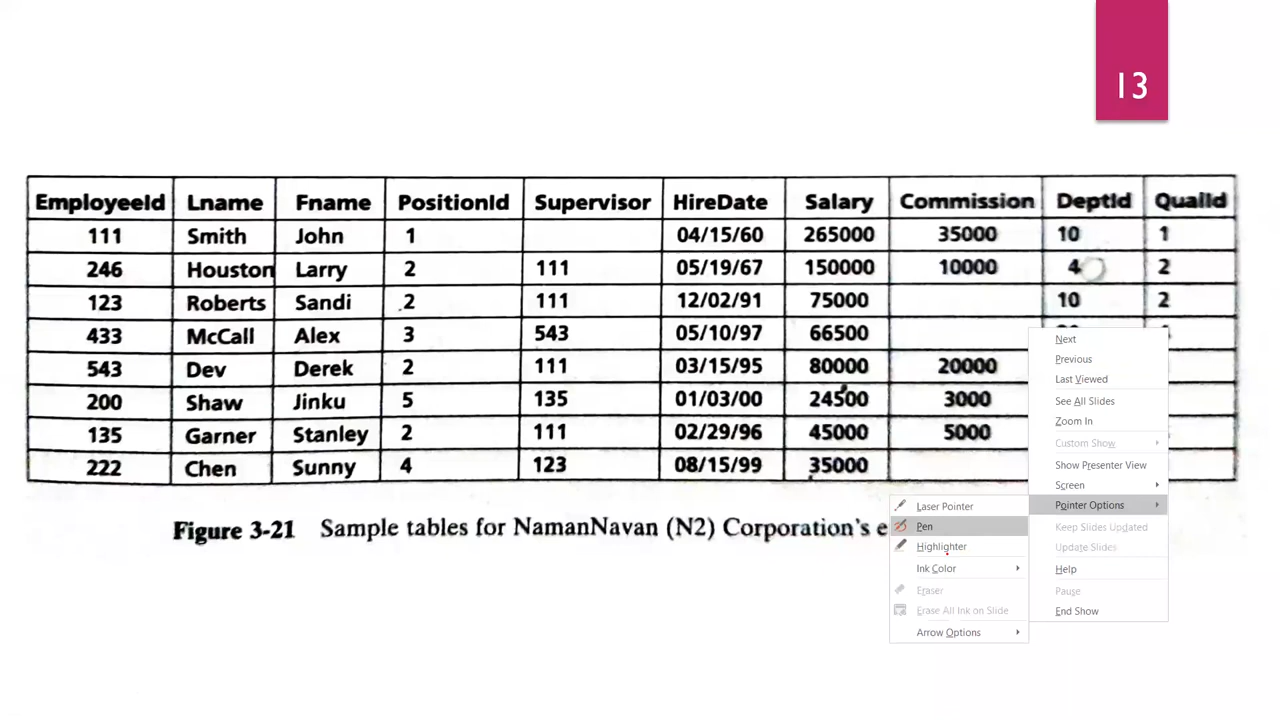 13
EmployeeId Lname Fname PositionId Supervisor HireDate Salary Commission DeptId QualId
111 Smith John 1 04/15/60 265000 35000 10 1
246 Houston Larry 2 111 05/19/67 150000 10000 4 2
123 Roberts Sandi 2 111 12/02/91 75000 10 2
433 McCall Alex 3 543 05/10/97 66500
543 Dev Derek 2 111 03/15/95 80000 20000
200 Shaw Jinku 5 135 01/03/00 24500 3000
135 Garner Stanley 2 111 02/29/96 45000 5000
222 Chen Sunny 4 123 08/15/99 35000
Figure 3-21 Sample tables for NamanNavan (N2) Corporation's e
Next
Previous
Last Viewed
See All Slides
Zoom In
Custom Show
Show Presenter View
Screen
Pointer Options
Keep Slides Updated
Update Slides
Help
Pause
End Show
Laser Pointer
Pen
Highlighter
Ink Color
Eraser
Erase All Ink on Slide
Arrow Options